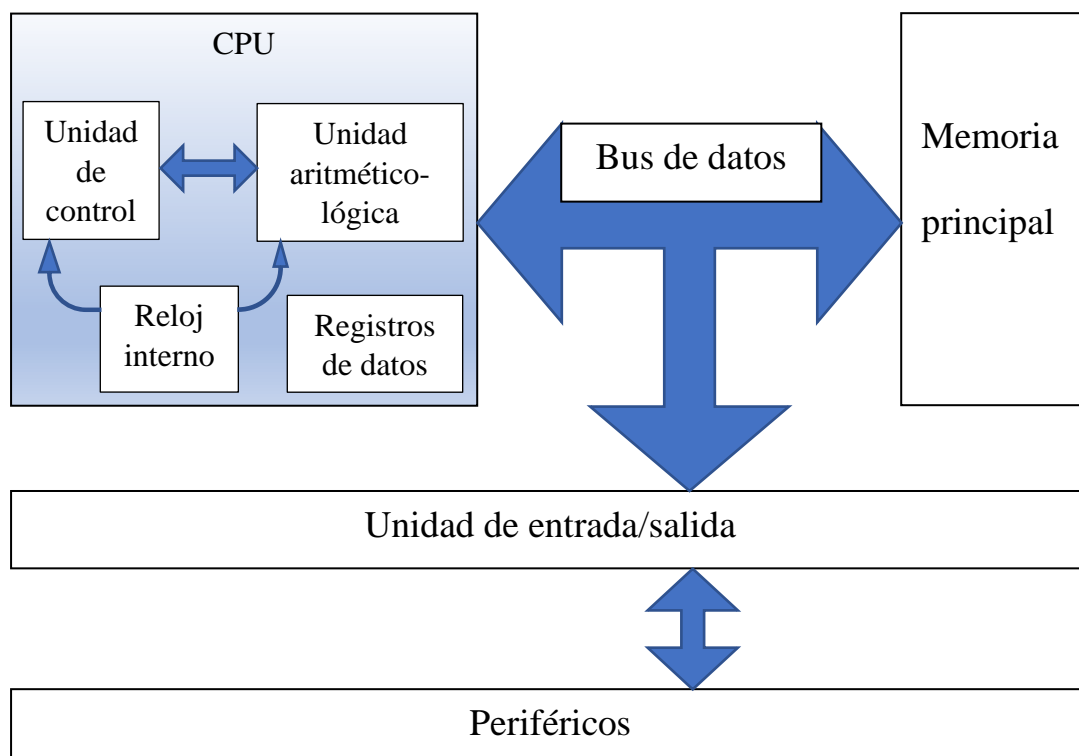 CPU
Unidad
de
control
Unidad
aritmético-
lógica
Reloj
interno
Registros
de datos
Bus de datos
Memoria
principal
Unidad de entrada/salida
Periféricos